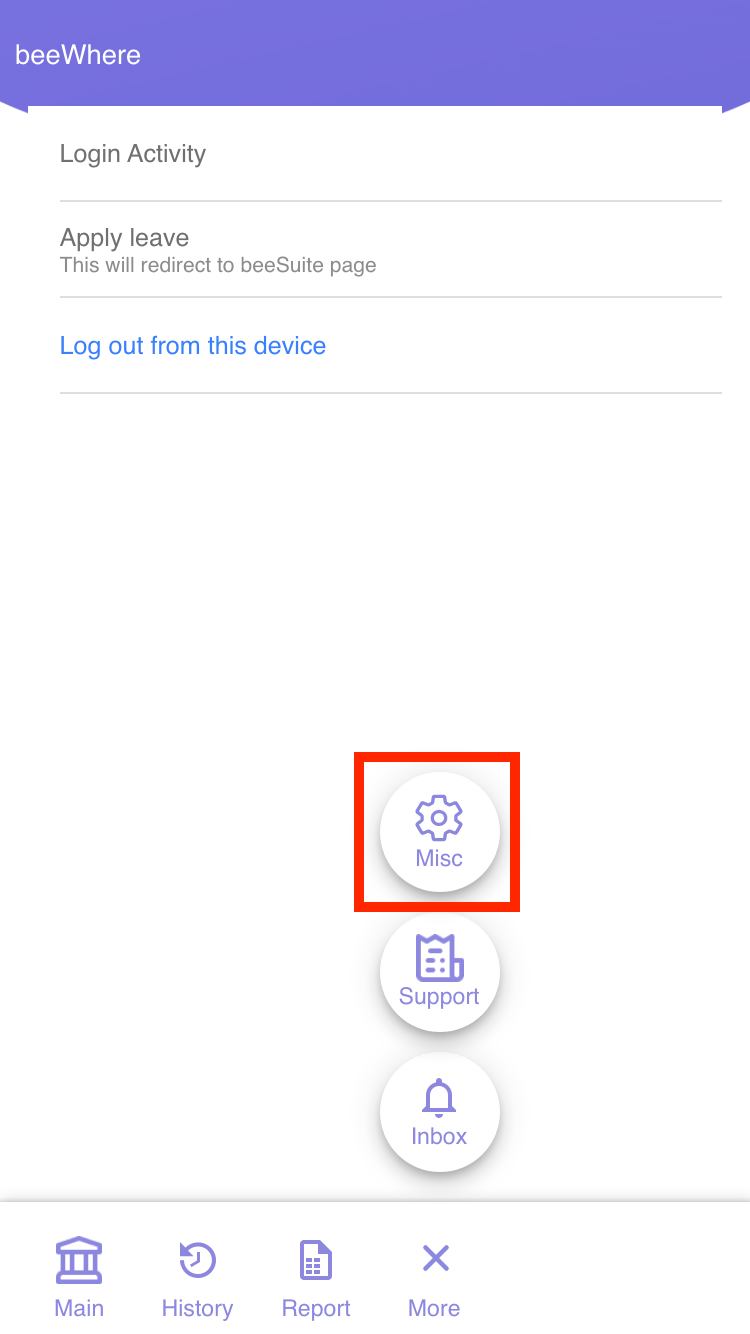 beeWhere
Login Activity
Apply leave
This will redirect to beeSuite page
Log out from this device
Misc
Support
Inbox
Main
History
Report
More